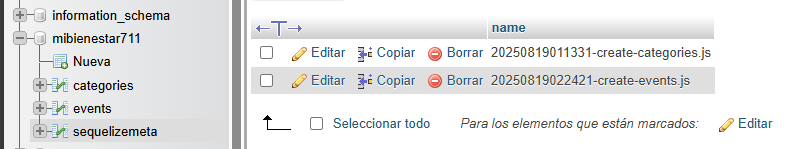 information_schema
mibienestar711
Nueva
categories
events
sequelizemeta
name
Editar Copiar Borrar 20250819011331-create-categories.js
Editar Copiar Borrar 20250819022421-create-events.js
Seleccionar todo Para los elementos que están marcados: Editar